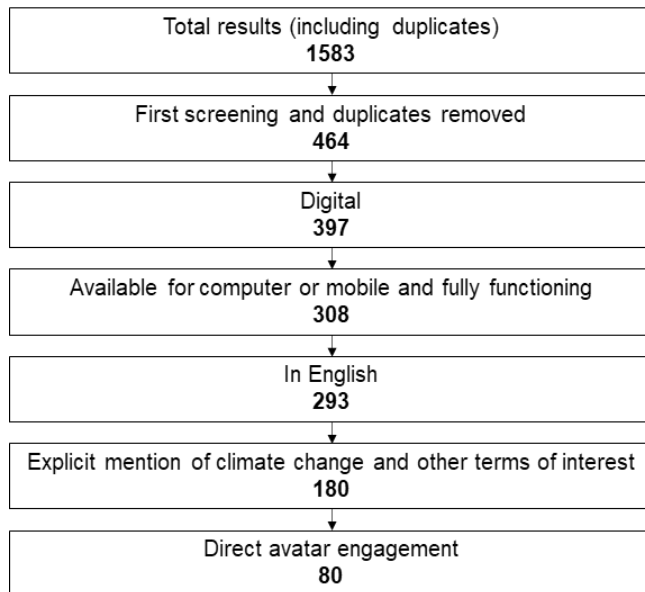 Total results (including duplicates)
1583
First screening and duplicates removed
464
Digital
397
Available for computer or mobile and fully functioning
308
In English
293
Explicit mention of climate change and other terms of interest
180
Direct avatar engagement
80